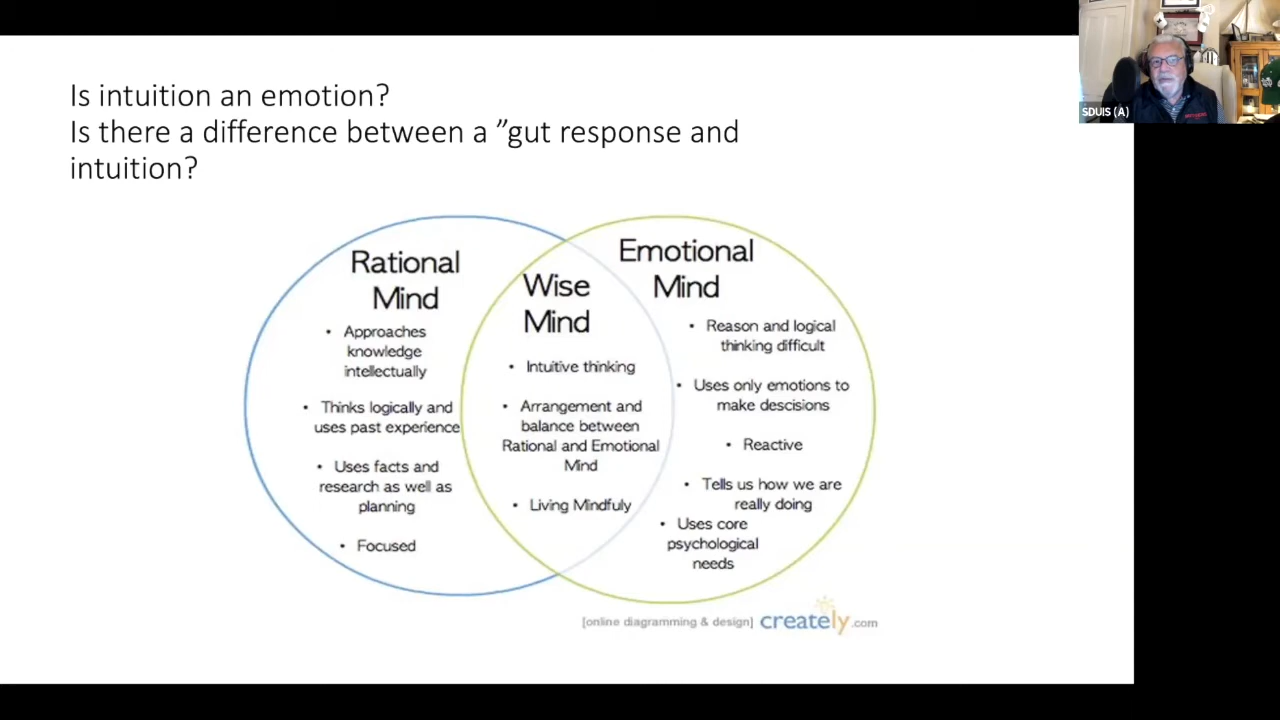 Is intuition an emotion?
Is there a difference between a ”gut response and
intuition?
SDUIS (A)
Rational
Mind
• Approaches
knowledge
intellectually
• Thinks logically and
uses past experience
• Uses facts and
research as well as
planning
• Focused
Wise
Mind
• Intuitive thinking
• Arrangement and
balance between
Rational and Emotional
Mind
• Living Mindfuly
Emotional
Mind
• Reason and logical
thinking difficult
• Uses only emotions to
make descisions
• Reactive
• Tells us how we are
really doing
• Uses core
psychological
needs
[online diagramming & design] creately.com